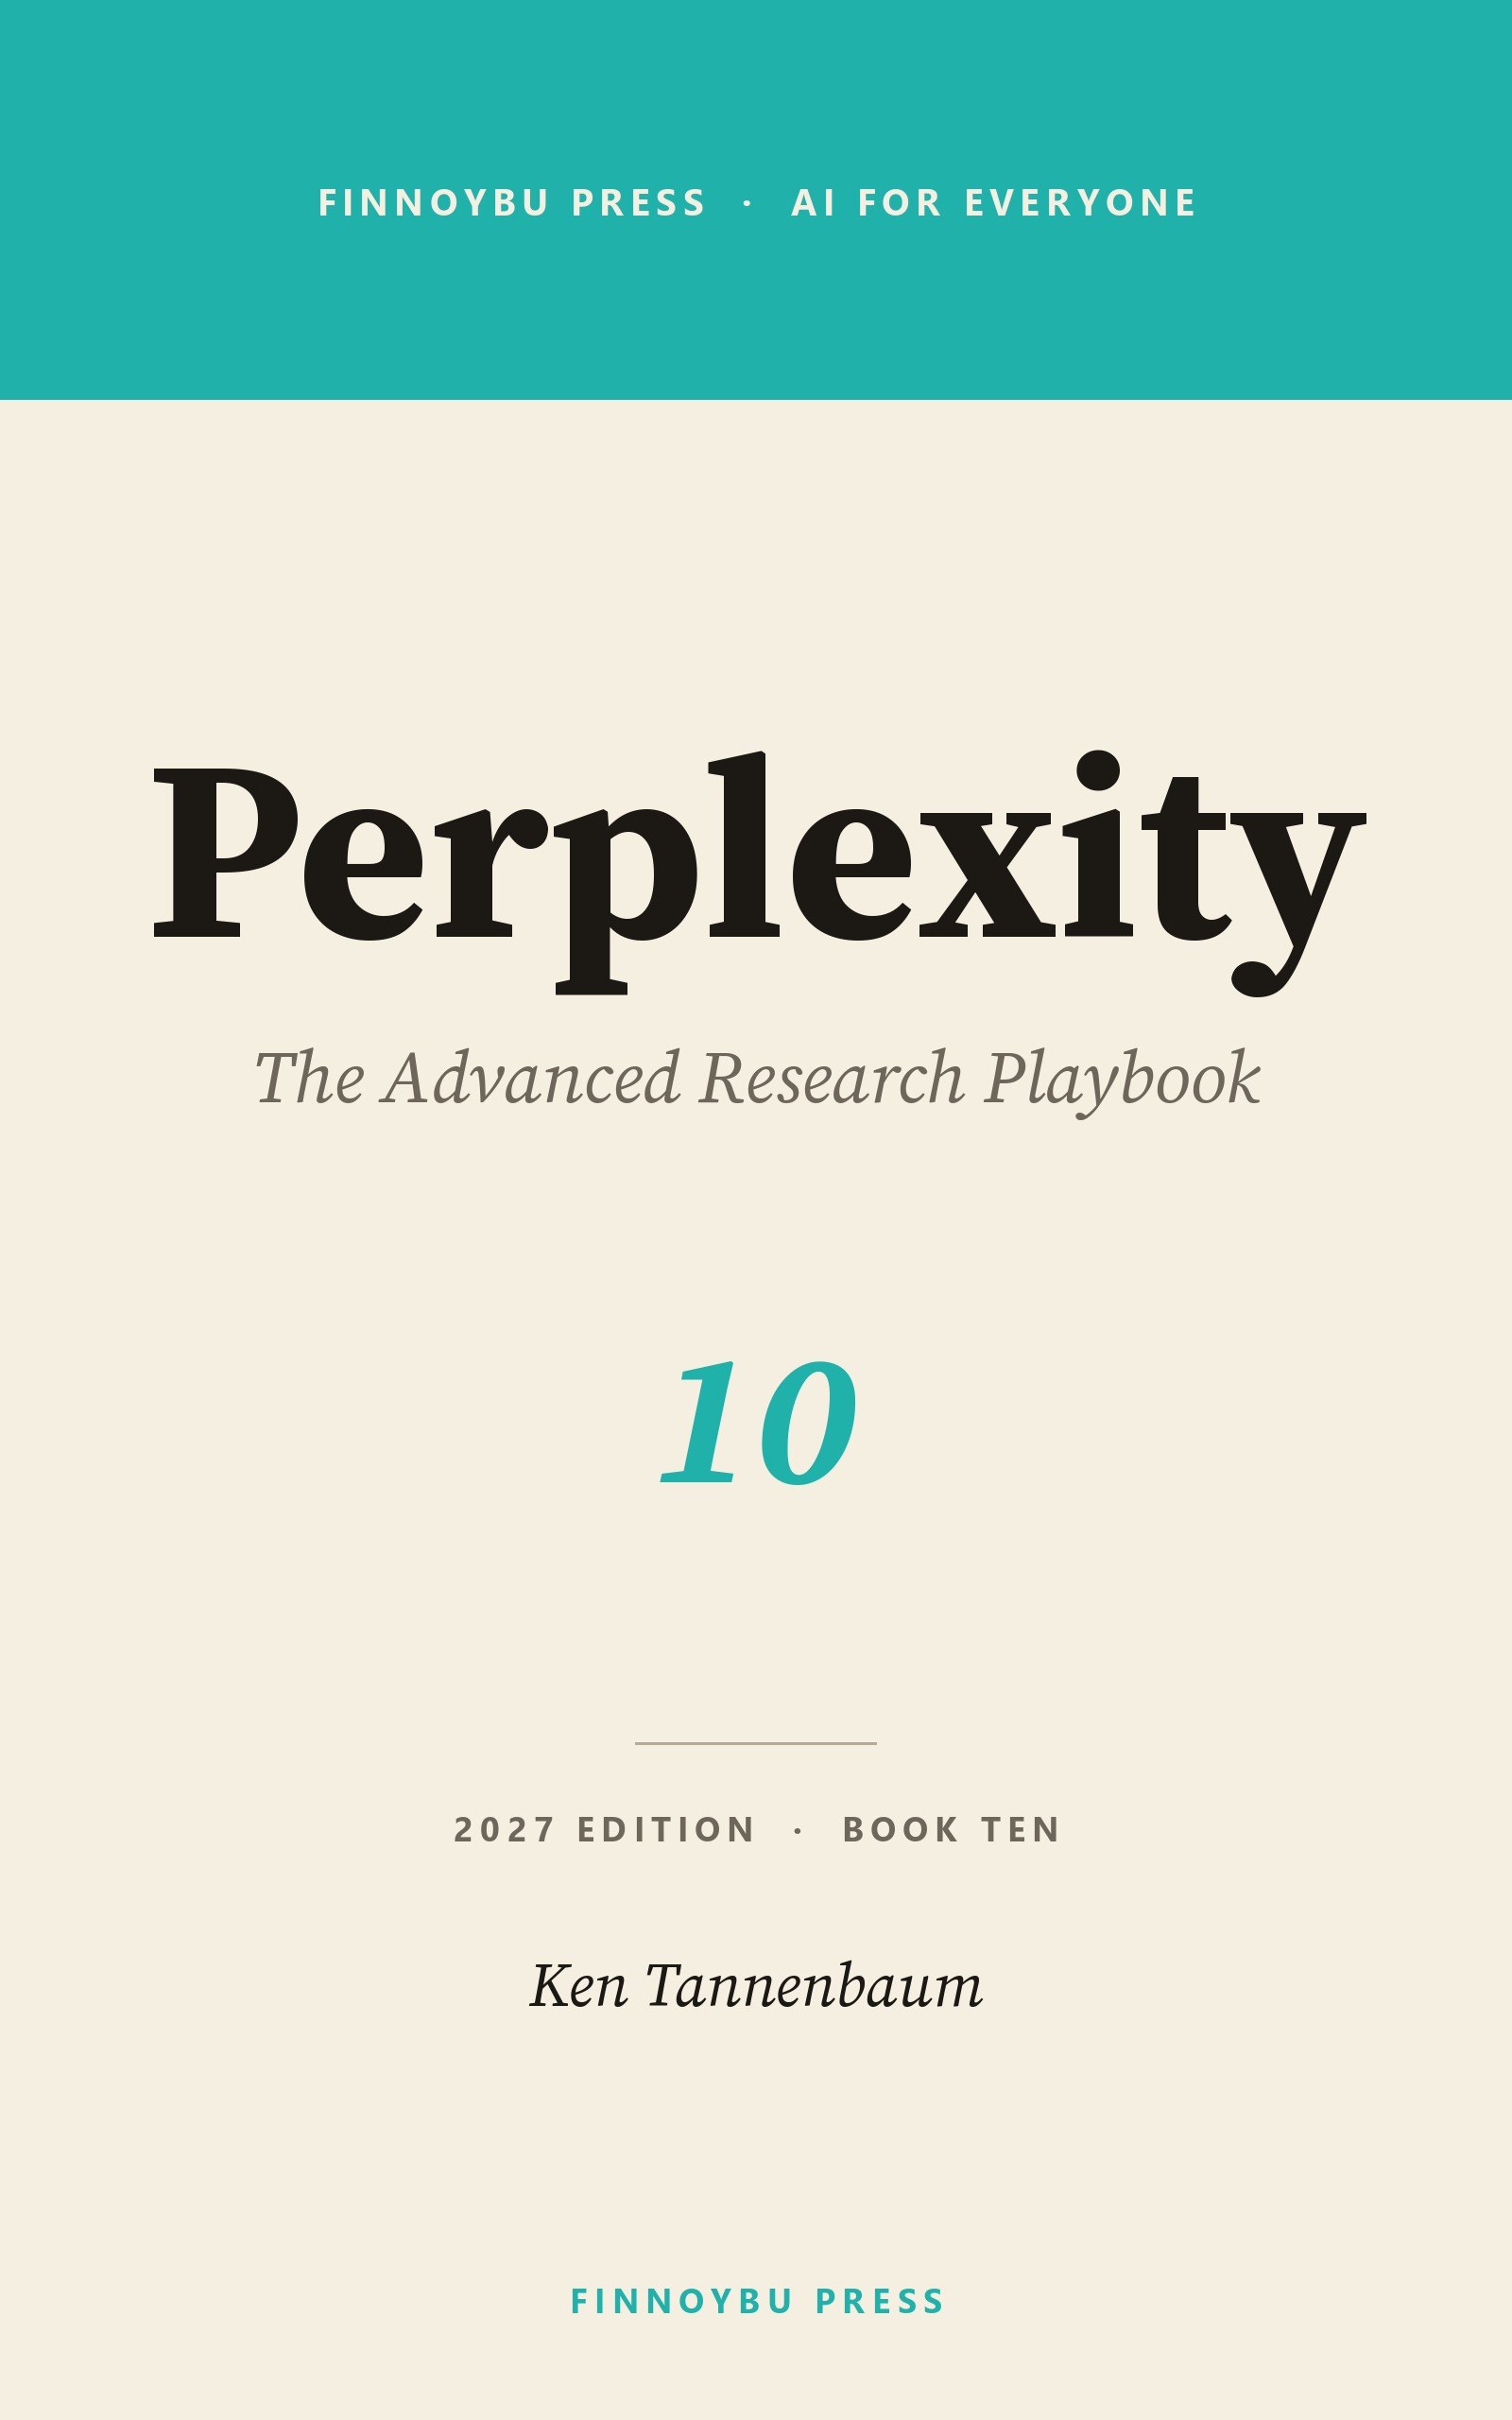 FINNOYBU PRESS · AI FOR EVERYONE
Perplexity
The Advanced Research Playbook
10
2027 EDITION · BOOK TEN
Ken Tannenbaum
FINNOYBU PRESS